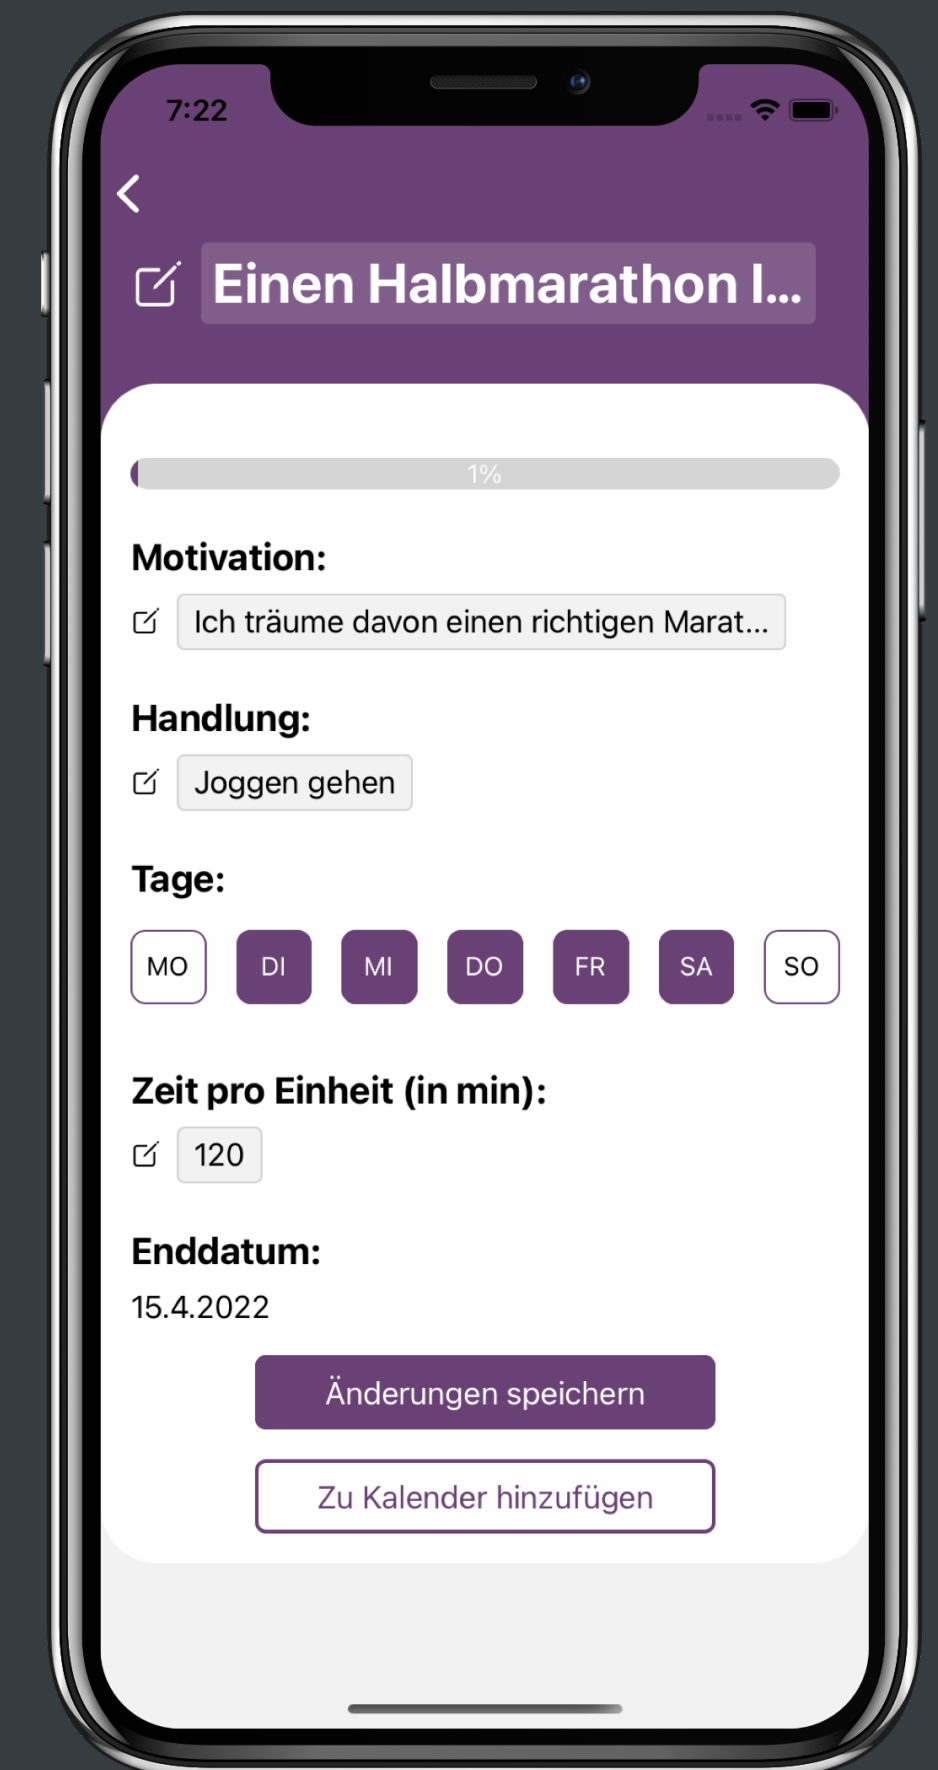 7:22
Einen Halbmarathon l...
1%
Motivation:
Ich träume davon einen richtigen Marat...
Handlung:
Joggen gehen
Tage:
MO DI MI DO FR SA SO
Zeit pro Einheit (in min):
120
Enddatum:
15.4.2022
Änderungen speichern
Zu Kalender hinzufügen